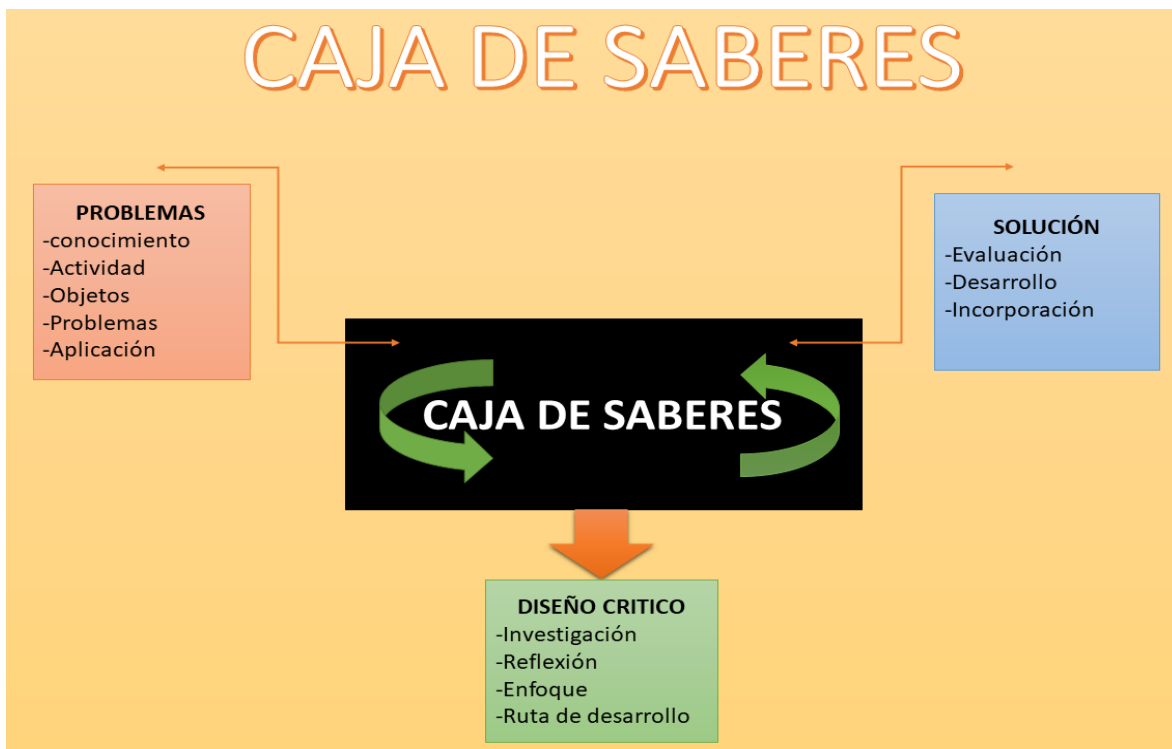 CAJA DE SABERES
PROBLEMAS
-conocimiento
-Actividad
-Objetos
-Problemas
-Aplicación
SOLUCIÓN
-Evaluación
-Desarrollo
-Incorporación
CAJA DE SABERES
DISEÑO CRITICO
-Investigación
-Reflexión
-Enfoque
-Ruta de desarrollo